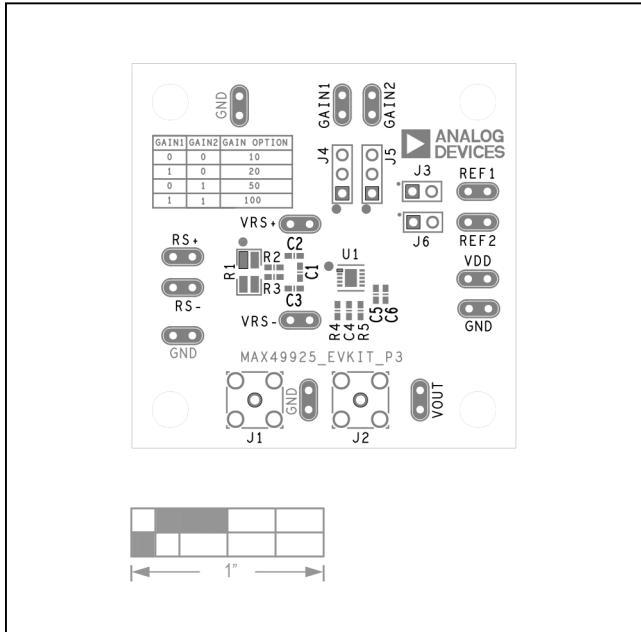 GND
GAIN1
GAIN2
ANALOG
DEVICES
GAIN1 GAIN2 GAIN OPTION
0 0 10
1 0 20
0 1 50
1 1 100
J4
J5
J3
REF1
J6
REF2
VRS+
RS+
R1
R2
R3
C2
C1
C3
U1
VDD
RS-
VRS-
R4
C4
R5
C5
C6
GND
GND
MAX49925_EVKIT_P3
GND
VOUT
J1
J2
1"